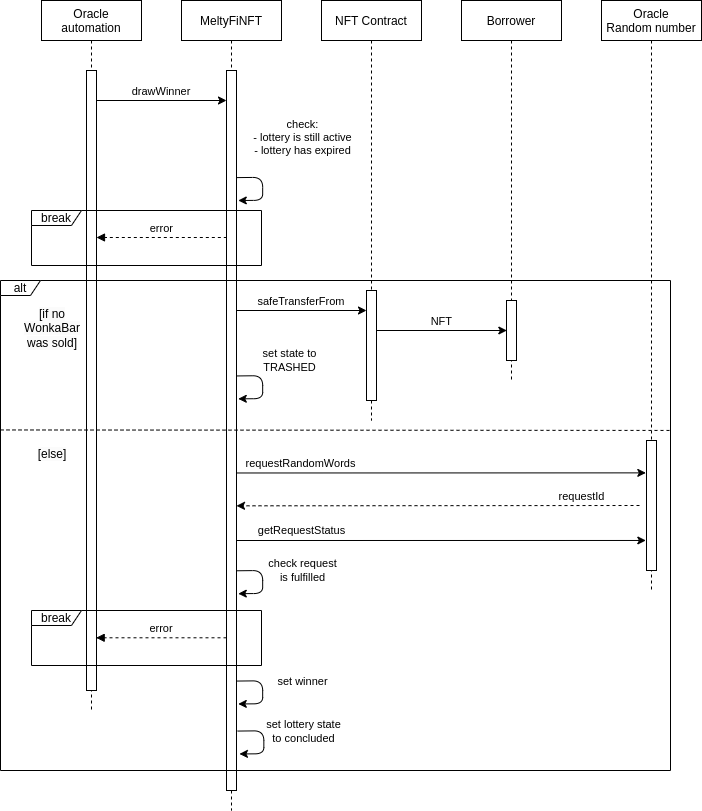 Oracle
automation
MeltyFiNFT
NFT Contract
Borrower
Oracle
Random number
drawWinner
check:
- lottery is still active
- lottery has expired
break
error
alt
[if no
WonkaBar
was sold]
safeTransferFrom
NFT
set state to
TRASHED
[else]
requestRandomWords
requestId
getRequestStatus
check request
is fulfilled
break
error
set winner
set lottery state
to concluded